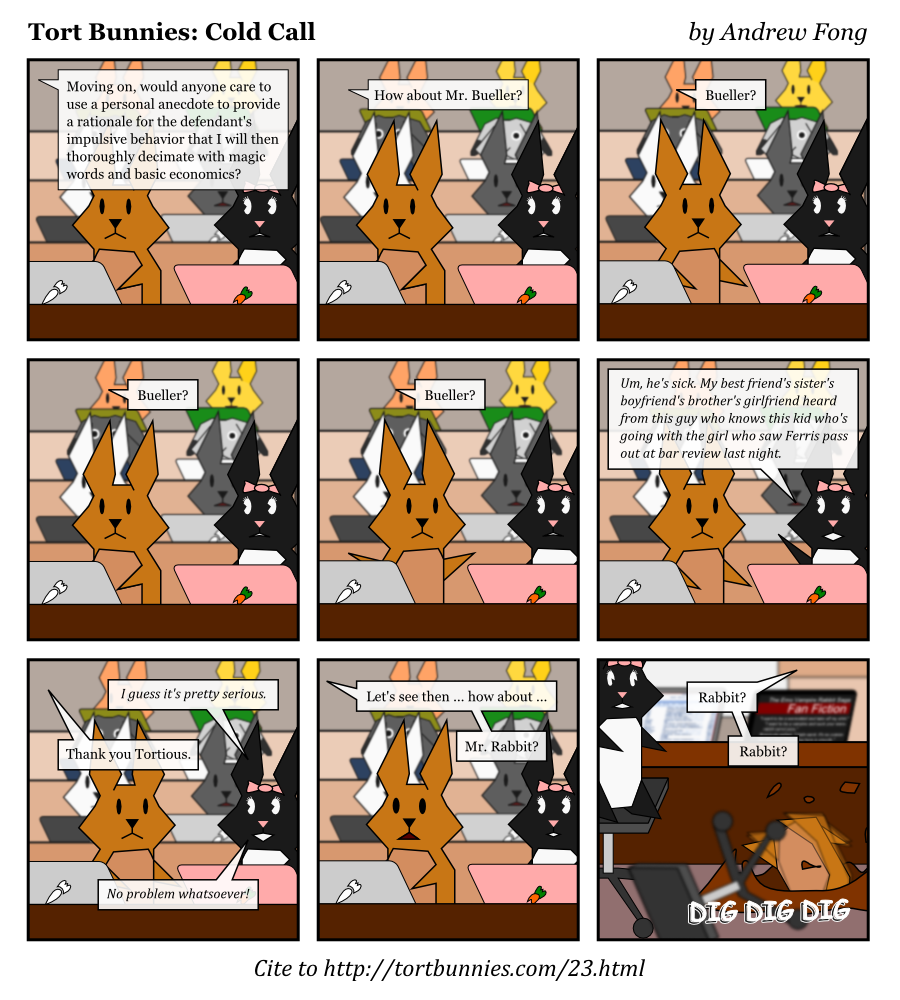 Tort Bunnies: Cold Call
by Andrew Fong
Moving on, would anyone care to
use a personal anecdote to provide
a rationale for the defendant's
impulsive behavior that I will then
thoroughly decimate with magic
words and basic economics?
How about Mr. Bueller?
Bueller?
Bueller?
Bueller?
Um, he's sick. My best friend's sister's
boyfriend's brother's girlfriend heard
from this guy who knows this kid who's
going with the girl who saw Ferris pass
out at bar review last night.
I guess it's pretty serious.
Thank you Tortious.
No problem whatsoever!
Let's see then ... how about ...
Mr. Rabbit?
Rabbit?
Fan Fiction
Rabbit?
DIG DIG DIG
Cite to http://tortbunnies.com/23.html